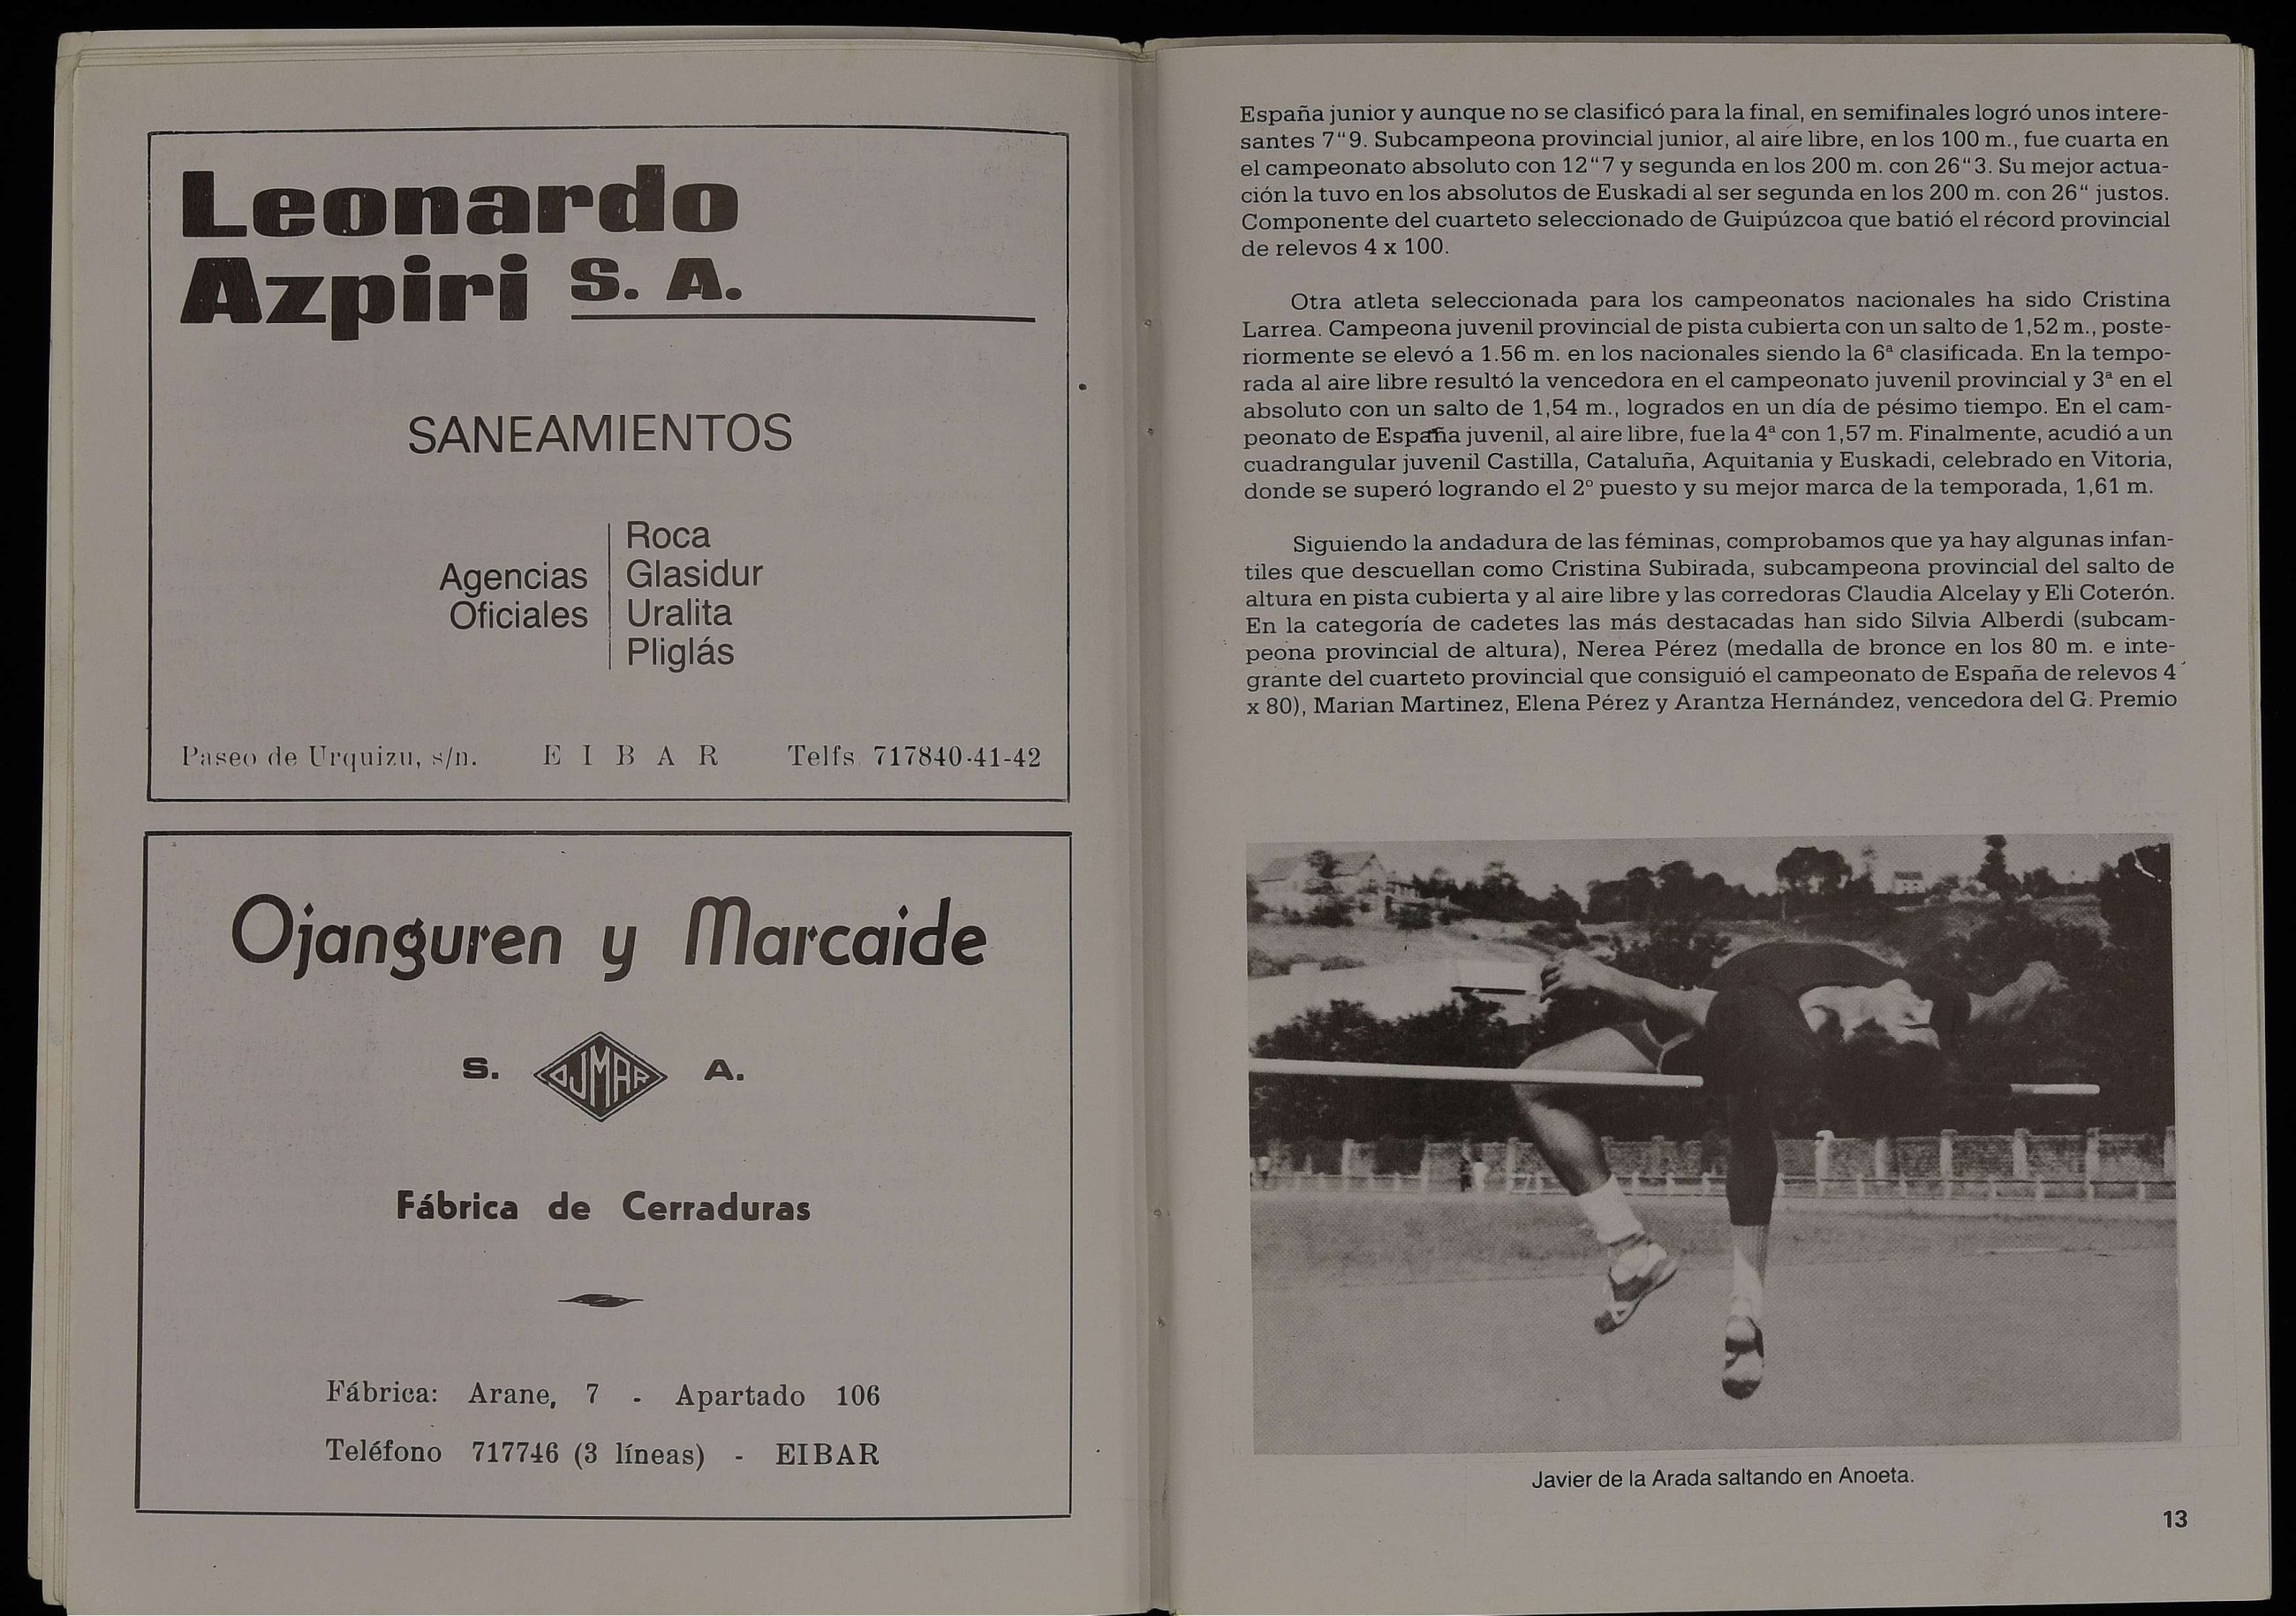 Leonardo
Azpiri S. A.
SANEAMIENTOS
Agencias
Oficiales
Roca
Glasidur
Uralita
Pliglás
Paseo de Urquizu, s/n. EIBAR Telfs. 717840-41-42
Ojanguren y Marcaide
S. OJMAR A.
Fábrica de Cerraduras
Fábrica: Arane, 7 - Apartado 106
Teléfono 717746 (3 líneas) - EIBAR
España junior y aunque no se clasificó para la final, en semifinales logró unos intere-
santes 7“9. Subcampeona provincial junior, al aire libre, en los 100 m., fue cuarta en
el campeonato absoluto con 12“7 y segunda en los 200 m. con 26“3. Su mejor actua-
ción la tuvo en los absolutos de Euskadi al ser segunda en los 200 m. con 26“ justos.
Componente del cuarteto seleccionado de Guipúzcoa que batió el récord provincial
de relevos 4 x 100.
Otra atleta seleccionada para los campeonatos nacionales ha sido Cristina
Larrea. Campeona juvenil provincial de pista cubierta con un salto de 1,52 m., poste-
riormente se elevó a 1.56 m. en los nacionales siendo la 6ª clasificada. En la tempo-
rada al aire libre resultó la vencedora en el campeonato juvenil provincial y 3ª en el
absoluto con un salto de 1,54 m., logrados en un día de pésimo tiempo. En el cam-
peonato de España juvenil, al aire libre, fue la 4ª con 1,57 m. Finalmente, acudió a un
cuadrangular juvenil Castilla, Cataluña, Aquitania y Euskadi, celebrado en Vitoria,
donde se superó logrando el 2º puesto y su mejor marca de la temporada, 1,61 m.
Siguiendo la andadura de las féminas, comprobamos que ya hay algunas infan-
tiles que descuellan como Cristina Subirada, subcampeona provincial del salto de
altura en pista cubierta y al aire libre y las corredoras Claudia Alcelay y Eli Coterón.
En la categoría de cadetes las más destacadas han sido Silvia Alberdi (subcam-
peona provincial de altura), Nerea Pérez (medalla de bronce en los 80 m. e inte-
grante del cuarteto provincial que consiguió el campeonato de España de relevos 4
x 80), Marian Martinez, Elena Pérez y Arantza Hernández, vencedora del G. Premio
Javier de la Arada saltando en Anoeta.
13